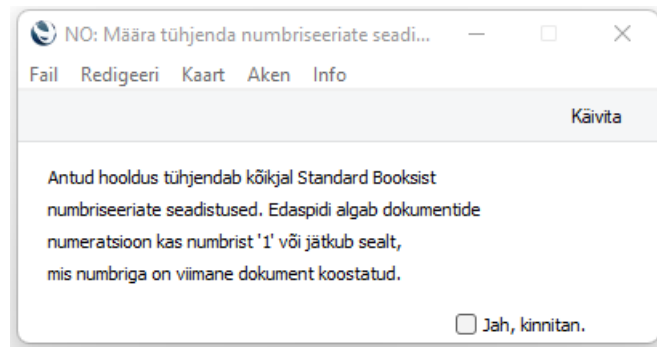 NO: Määra tühjenda numbriseeriate seadi...
Fail Redigeeri Kaart Aken Info
Käivita
Antud hooldus tühjendab kõikjal Standard Booksist
numbriseeriate seadistused. Edaspidi algab dokumentide
numeratsioon kas numbrist '1' või jätkub sealt,
mis numbriga on viimane dokument koostatud.
Jah, kinnitan.